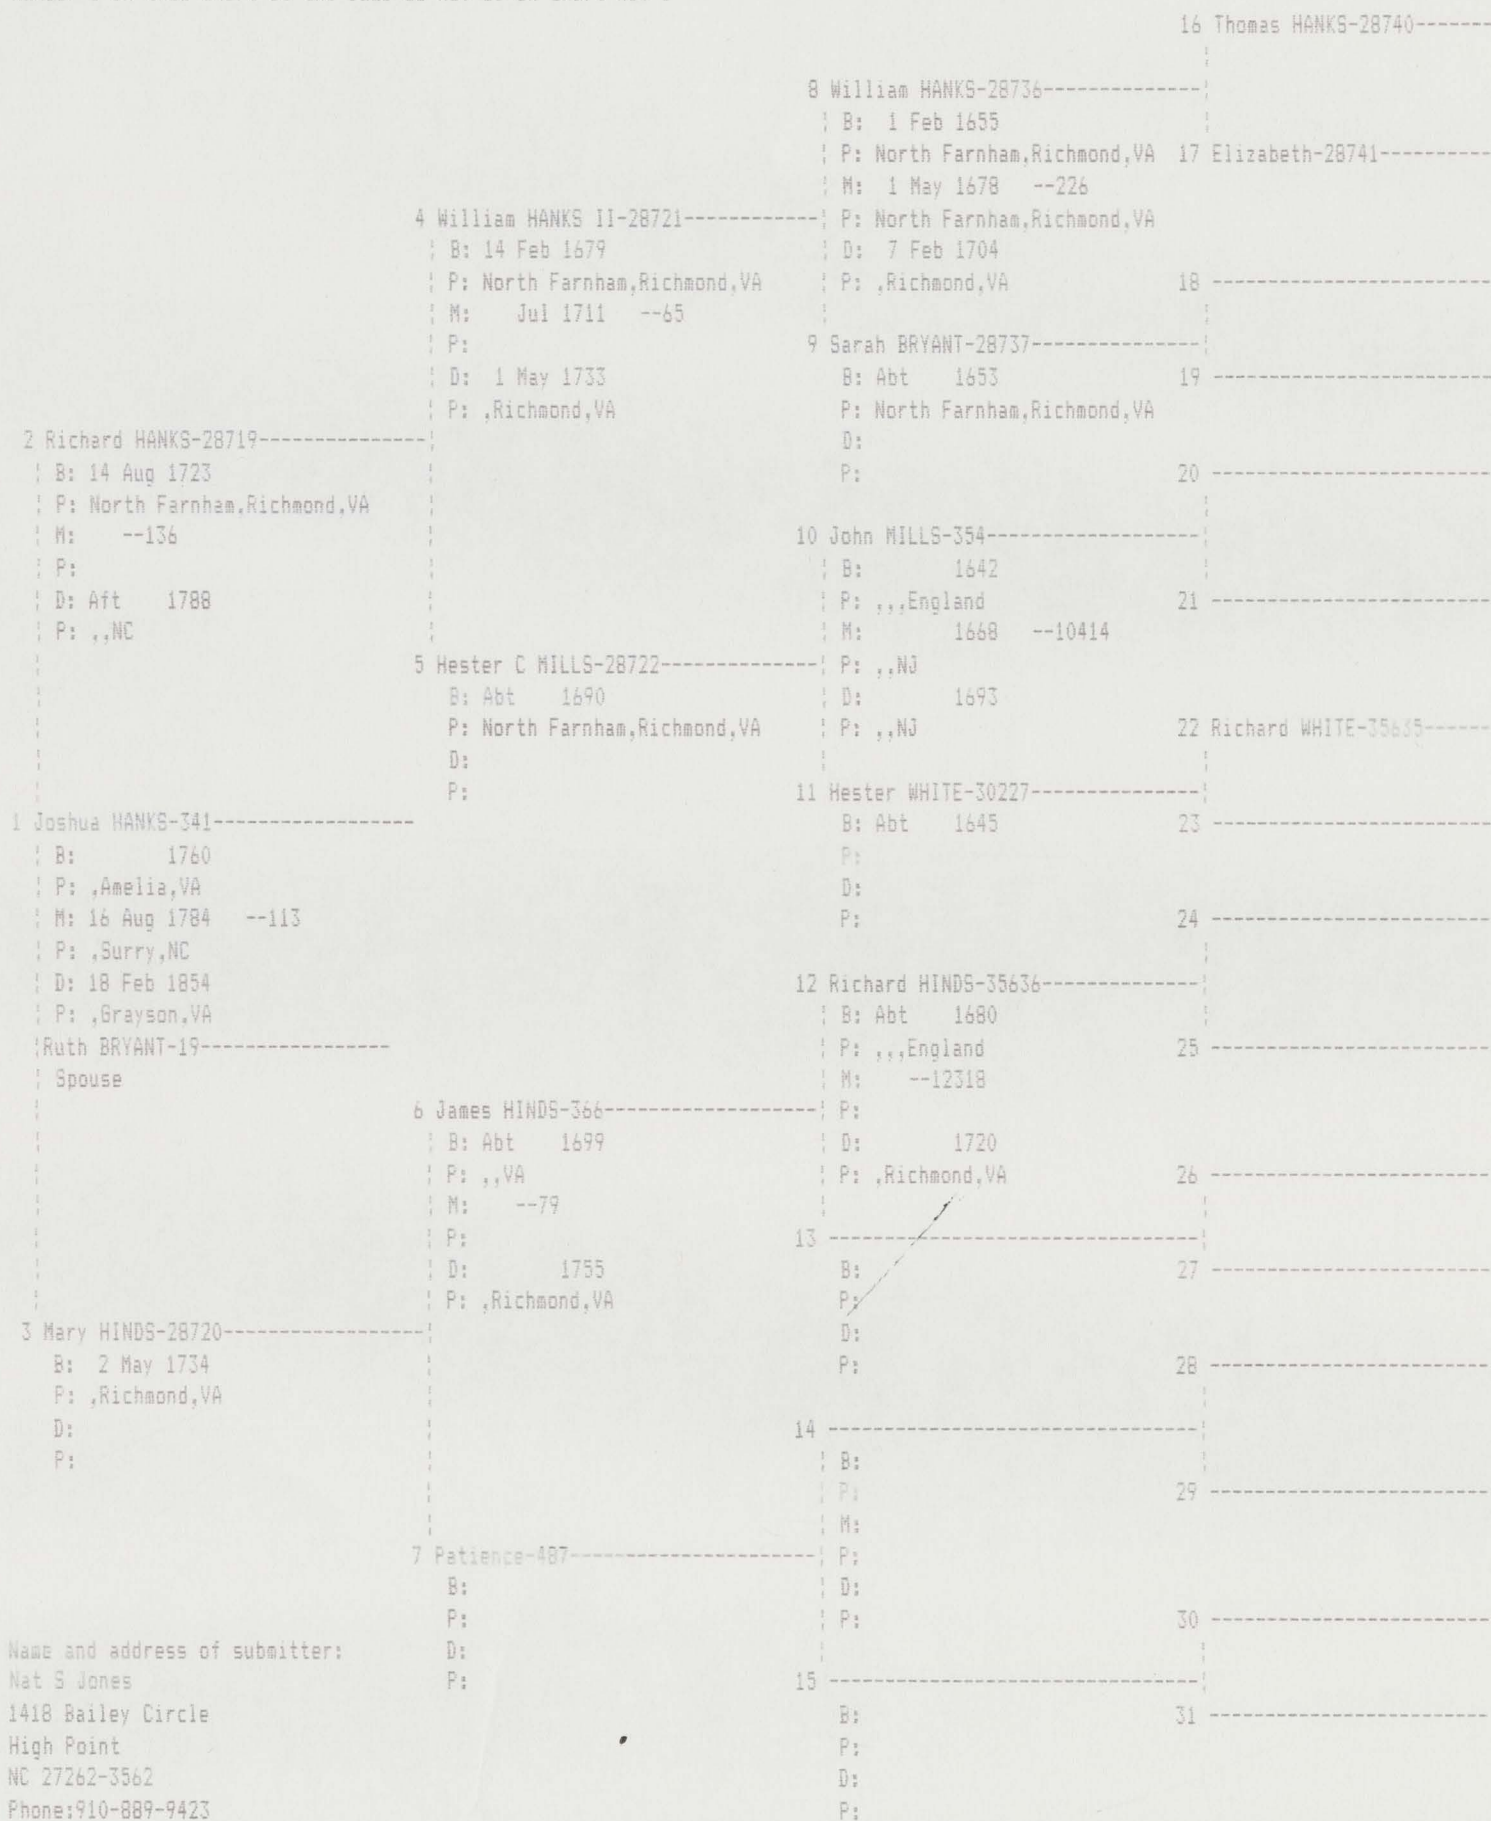 16 Thomas HANKS-28740-------
8 William HANKS-28736--------------
B: 1 Feb 1655
P: North Farnham,Richmond,VA 17 Elizabeth-28741----------
M: 1 May 1678 --226
4 William HANKS II-28721------------ P: North Farnham,Richmond,VA
B: 14 Feb 1679 D: 7 Feb 1704
P: North Farnham,Richmond,VA P: ,Richmond,VA 18 ------------------------
M: Jul 1711 --65
P: 9 Sarah BRYANT-28737---------------
D: 1 May 1733 B: Abt 1653 19 ------------------------
P: ,Richmond,VA P: North Farnham,Richmond,VA
2 Richard HANKS-28719--------------- D:
B: 14 Aug 1723 P: 20 ------------------------
P: North Farnham,Richmond,VA
M: --136 10 John MILLS-354-------------------
P: B: 1642
D: Aft 1788 P: ,,,England 21 ------------------------
P: ,,NC M: 1668 --10414
5 Hester C MILLS-28722-------------- P: ,,NJ
B: Abt 1690 D: 1693
P: North Farnham,Richmond,VA P: ,,NJ 22 Richard WHITE-35635------
D:
P: 11 Hester WHITE-30227---------------
1 Joshua HANKS-341------------------ B: Abt 1645 23 ------------------------
B: 1760 P:
P: ,Amelia,VA D:
M: 16 Aug 1784 --113 P: 24 ------------------------
P: ,Surry,NC
D: 18 Feb 1854 12 Richard HINDS-35636--------------
P: ,Grayson,VA B: Abt 1680
Ruth BRYANT-19----------------- P: ,,,England 25 ------------------------
Spouse M: --12318
6 James HINDS-366------------------- P:
B: Abt 1699 D: 1720
P: ,,VA P: ,Richmond,VA 26 ------------------------
M: --79
P: 13 --------------------------------
D: 1755 B: 27 ------------------------
P: ,Richmond,VA P:
3 Mary HINDS-28720------------------ D:
B: 2 May 1734 P: 28 ------------------------
P: ,Richmond,VA
D: 14 --------------------------------
P: B:
P: 29 ------------------------
M:
7 Patience-487---------------------- P:
B: D:
P: P: 30 ------------------------
Name and address of submitter: D:
Nat S Jones P: 15 --------------------------------
1418 Bailey Circle B: 31 ------------------------
High Point P:
NC 27262-3562 D:
Phone:910-889-9423 P: